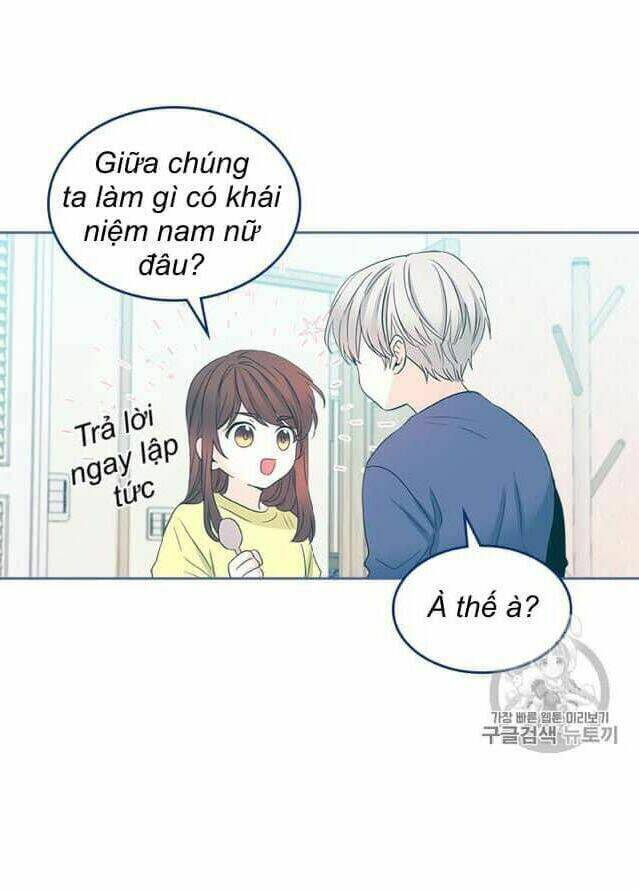 Giữa chúng
ta làm gì có khái
niệm nam nữ
đâu?
Trả lời
ngay lập
tức
À thế à?
가장 빠른 웹툰 미리보기
구글검색 뉴토끼